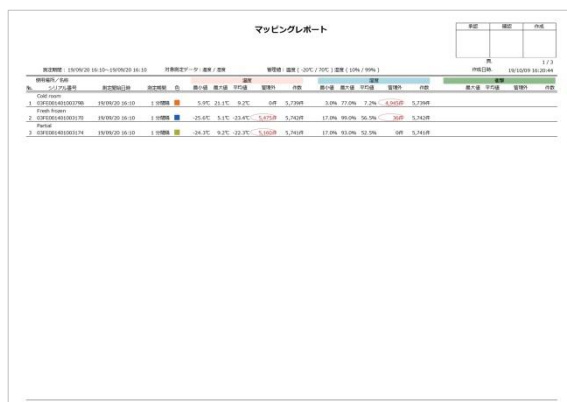 マッピングレポート
承認 確認 作成
頁 1 / 3
測定期間：19/09/20 16:10～19/09/20 16:10 対象測定データ：温度 / 湿度 管理値：温度 ( -20℃ / 70℃ ) 湿度 ( 10% / 99% ) 作成日時 19/10/09 16:20:44
個別場所／名称 温度 湿度 衝撃
No. シリアル番号 測定開始日時 測定間隔 色 最小値 最大値 平均値 管理外 件数 最小値 最大値 平均値 管理外 件数 最大値 平均値 管理外 件数
Cold room
1 03FE00140100379B 19/09/20 16:10 1 分間隔 5.9℃ 21.1℃ 9.2℃ 0件 5,739件 3.0% 77.0% 7.2% 4,945件 5,739件
Fresh frozen
2 03FE001401003170 19/09/20 16:10 1 分間隔 -25.6℃ 5.1℃ -23.4℃ 5,475件 5,742件 17.0% 99.0% 56.5% 36件 5,742件
Partial
3 03FE001401003174 19/09/20 16:10 1 分間隔 -24.3℃ 9.2℃ -22.3℃ 5,160件 5,741件 17.0% 93.0% 52.5% 0件 5,741件